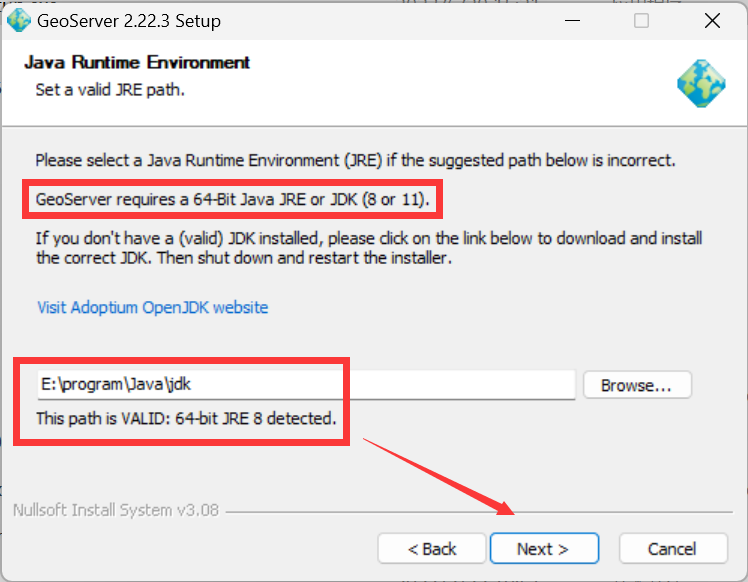 GeoServer 2.22.3 Setup
Java Runtime Environment
Set a valid JRE path.
Please select a Java Runtime Environment (JRE) if the suggested path below is incorrect.
GeoServer requires a 64-Bit Java JRE or JDK (8 or 11).
If you don't have a (valid) JDK installed, please click on the link below to download and install
the correct JDK. Then shut down and restart the installer.
Visit Adoptium OpenJDK website
E:\program\Java\jdk
Browse...
This path is VALID: 64-bit JRE 8 detected.
Nullsoft Install System v3.08
< Back
Next >
Cancel